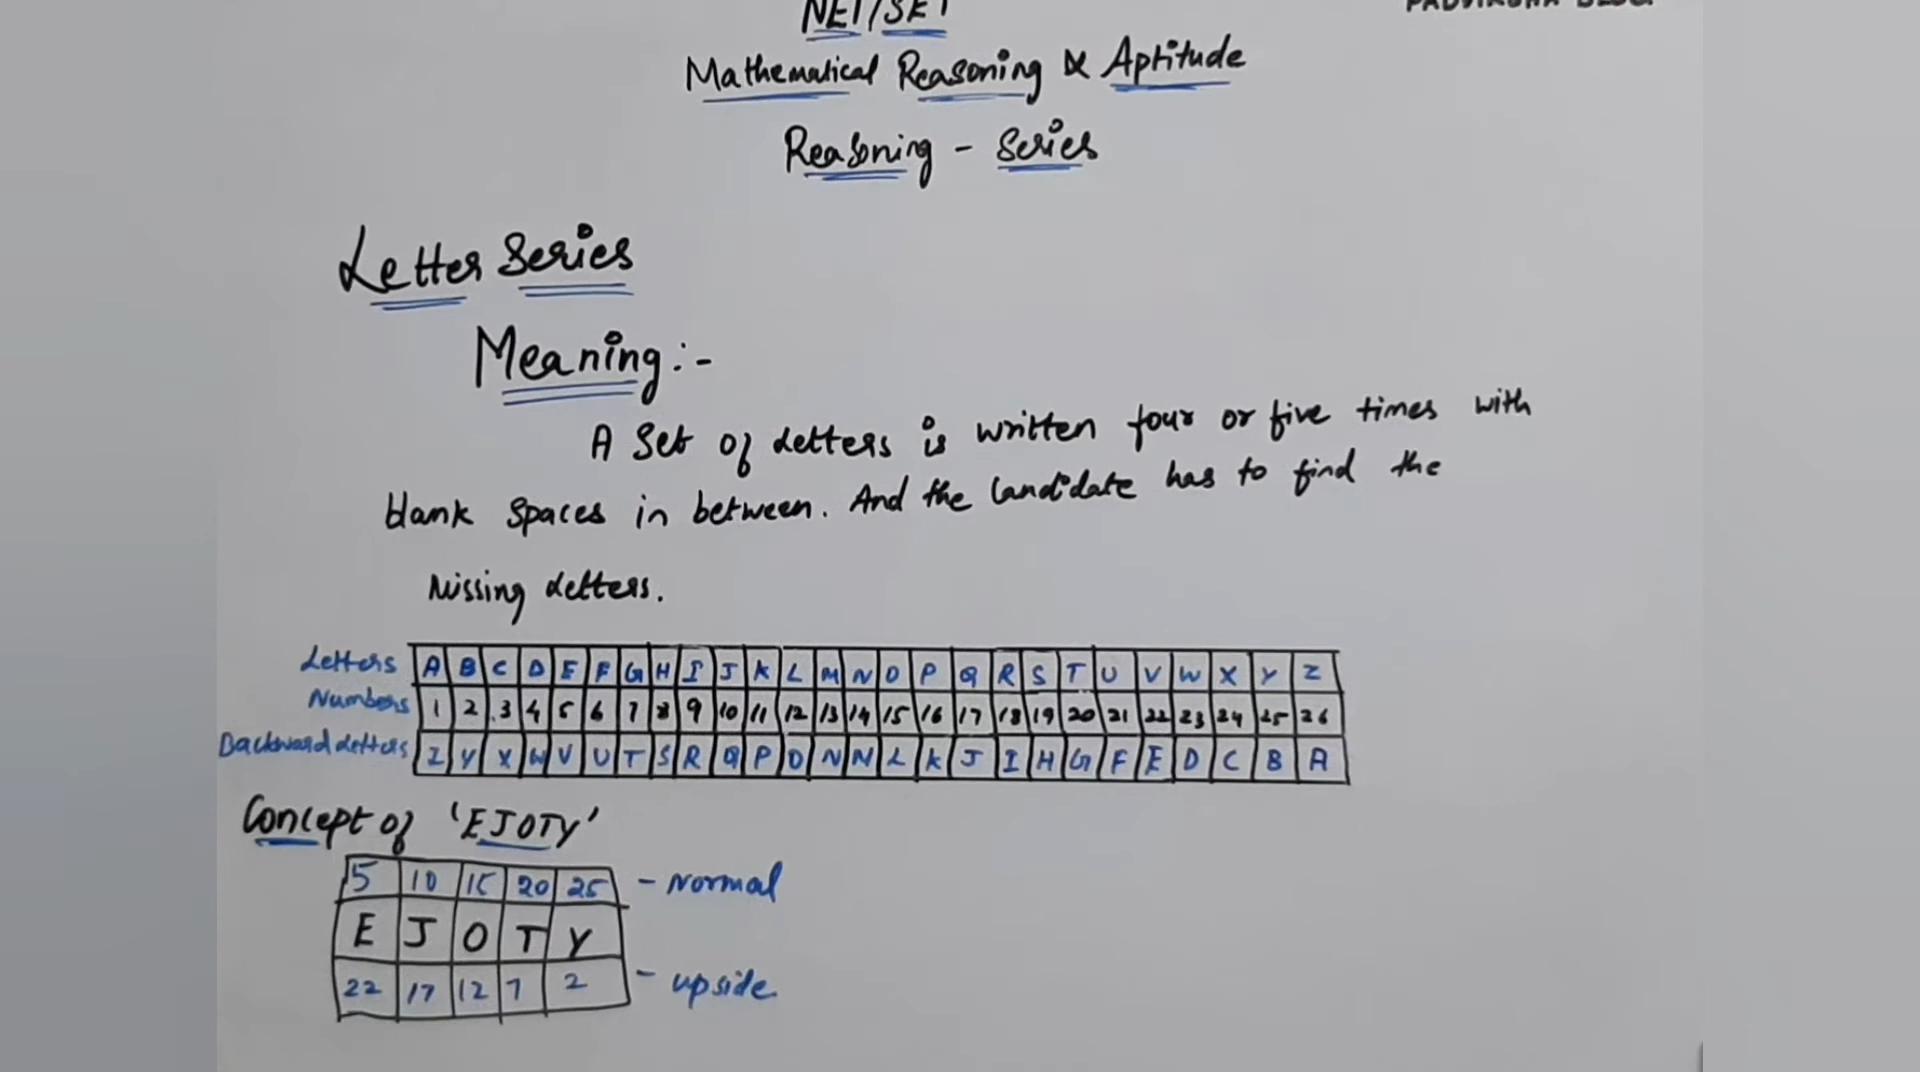 NET/SET
Mathematical Reasoning & Aptitude
Reasoning - Series
Letter Series
Meaning :-
A Set of Letters is written four or five times with
blank spaces in between. And the Candidate has to find the
Missing Letters.
Letters A B C D E F G H I J K L M N O P Q R S T U V W X Y Z
Numbers 1 2 3 4 5 6 7 8 9 10 11 12 13 14 15 16 17 18 19 20 21 22 23 24 25 26
Backward Letters Z Y X W V U T S R Q P O N N L K J I H G F E D C B A
Concept of 'EJOTY'
5 10 15 20 25 - Normal
E J O T Y
22 17 12 7 2 - upside